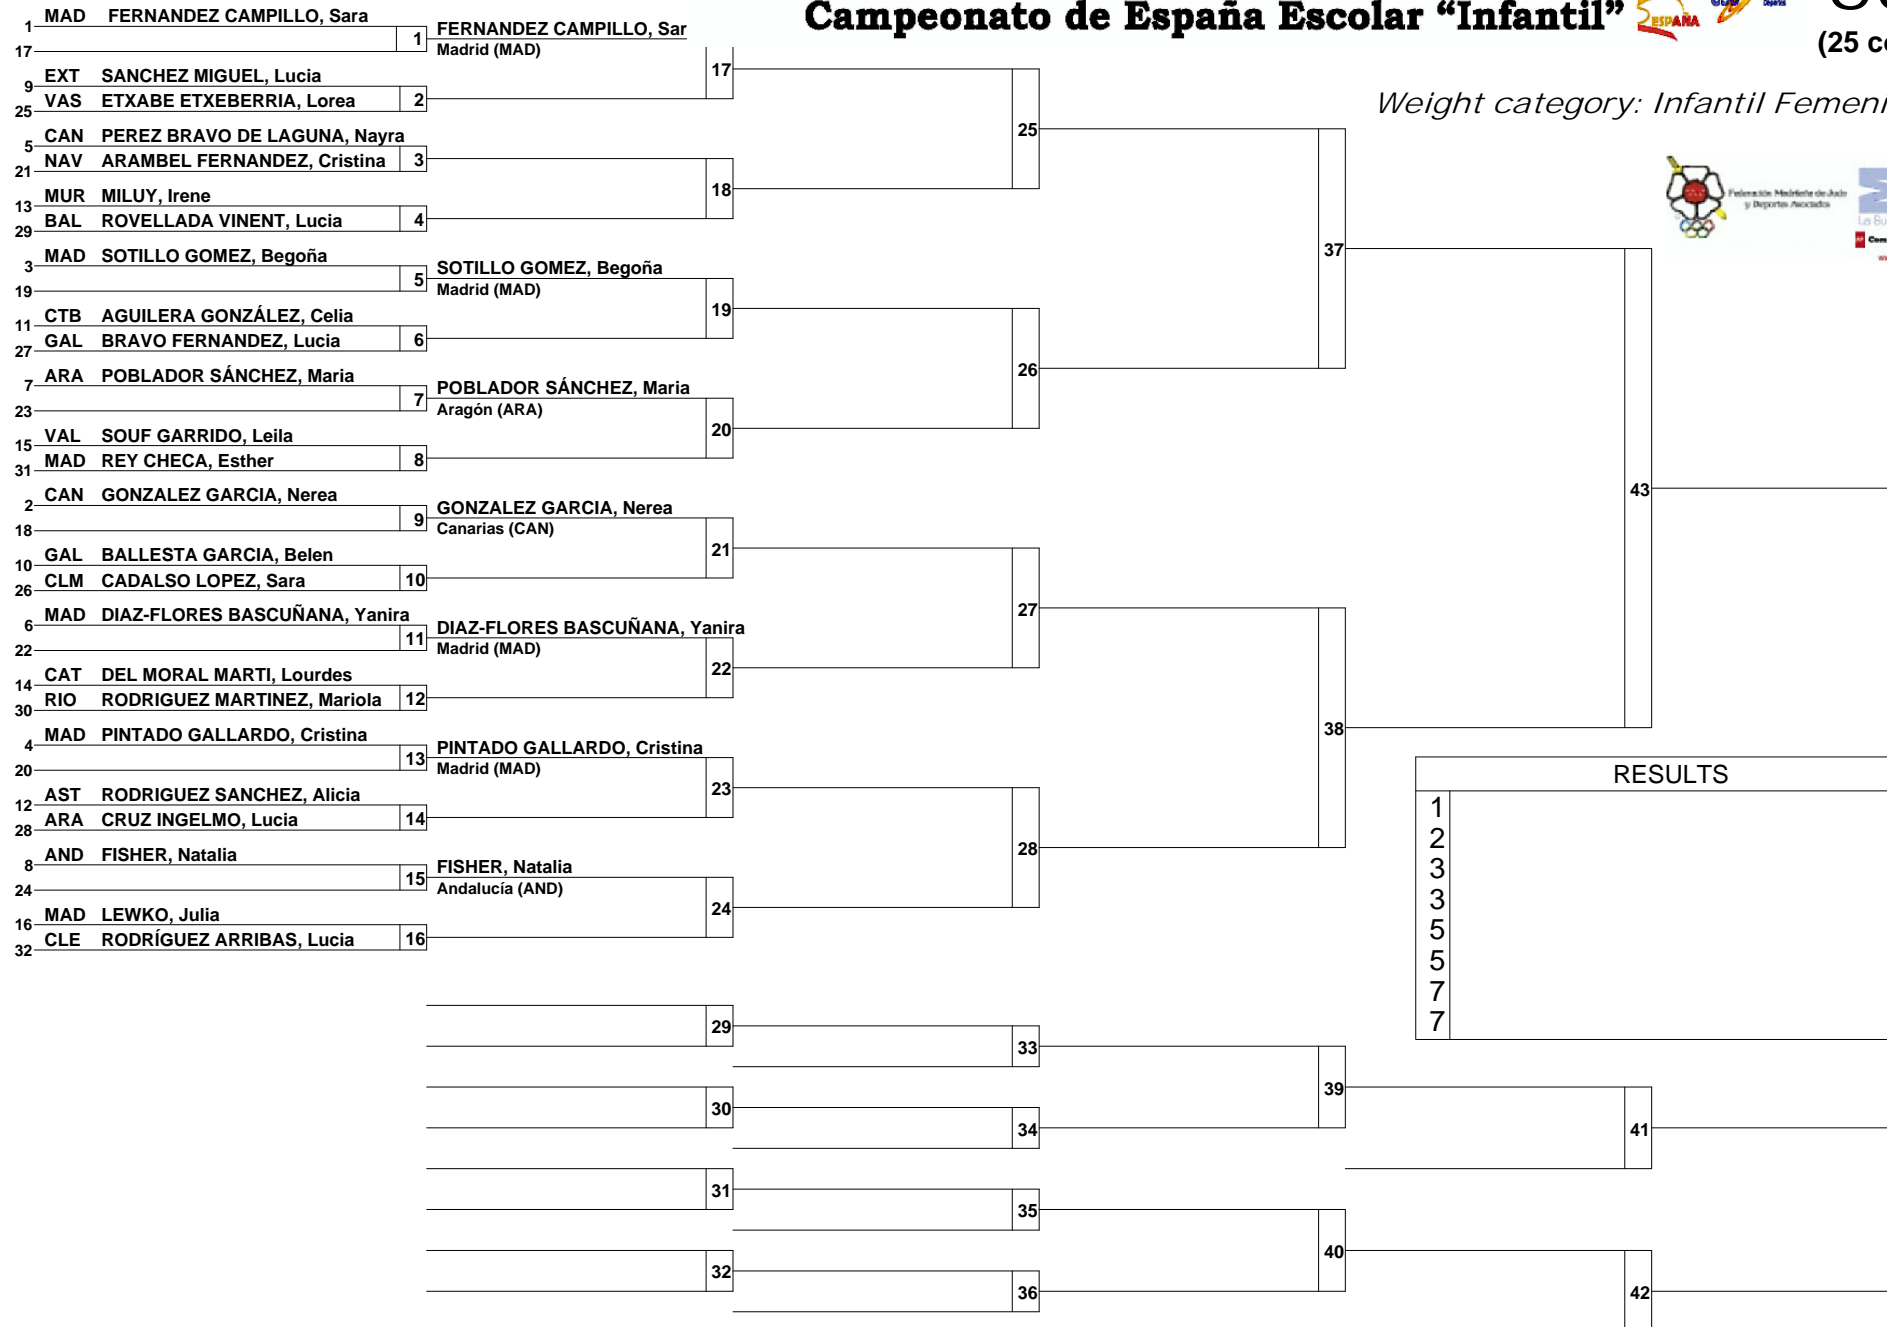 Campeonato de España Escolar “Infantil”
ESPAÑA
Deportes
(25 co
Weight category: Infantil Femeni
Federación Madrileña de Judo
y Deportes Asociados
1 MAD FERNANDEZ CAMPILLO, Sara
17
1 FERNANDEZ CAMPILLO, Sar
Madrid (MAD)
9 EXT SANCHEZ MIGUEL, Lucia
25 VAS ETXABE ETXEBERRIA, Lorea
2
17
5 CAN PEREZ BRAVO DE LAGUNA, Nayra
21 NAV ARAMBEL FERNANDEZ, Cristina
3
13 MUR MILUY, Irene
29 BAL ROVELLADA VINENT, Lucia
4
18
25
3 MAD SOTILLO GOMEZ, Begoña
19
5 SOTILLO GOMEZ, Begoña
Madrid (MAD)
11 CTB AGUILERA GONZÁLEZ, Celia
27 GAL BRAVO FERNANDEZ, Lucia
6
19
7 ARA POBLADOR SÁNCHEZ, Maria
23
7 POBLADOR SÁNCHEZ, Maria
Aragón (ARA)
15 VAL SOUF GARRIDO, Leila
31 MAD REY CHECA, Esther
8
20
26
37
2 CAN GONZALEZ GARCIA, Nerea
18
9 GONZALEZ GARCIA, Nerea
Canarias (CAN)
10 GAL BALLESTA GARCIA, Belen
26 CLM CADALSO LOPEZ, Sara
10
21
6 MAD DIAZ-FLORES BASCUÑANA, Yanira
22
11 DIAZ-FLORES BASCUÑANA, Yanira
Madrid (MAD)
14 CAT DEL MORAL MARTI, Lourdes
30 RIO RODRIGUEZ MARTINEZ, Mariola
12
22
27
4 MAD PINTADO GALLARDO, Cristina
20
13 PINTADO GALLARDO, Cristina
Madrid (MAD)
12 AST RODRIGUEZ SANCHEZ, Alicia
28 ARA CRUZ INGELMO, Lucia
14
23
8 AND FISHER, Natalia
24
15 FISHER, Natalia
Andalucía (AND)
16 MAD LEWKO, Julia
32 CLE RODRÍGUEZ ARRIBAS, Lucia
16
24
28
38
43
RESULTS
1
2
3
3
5
5
7
7
29
33
30
34
39
41
31
35
32
36
40
42